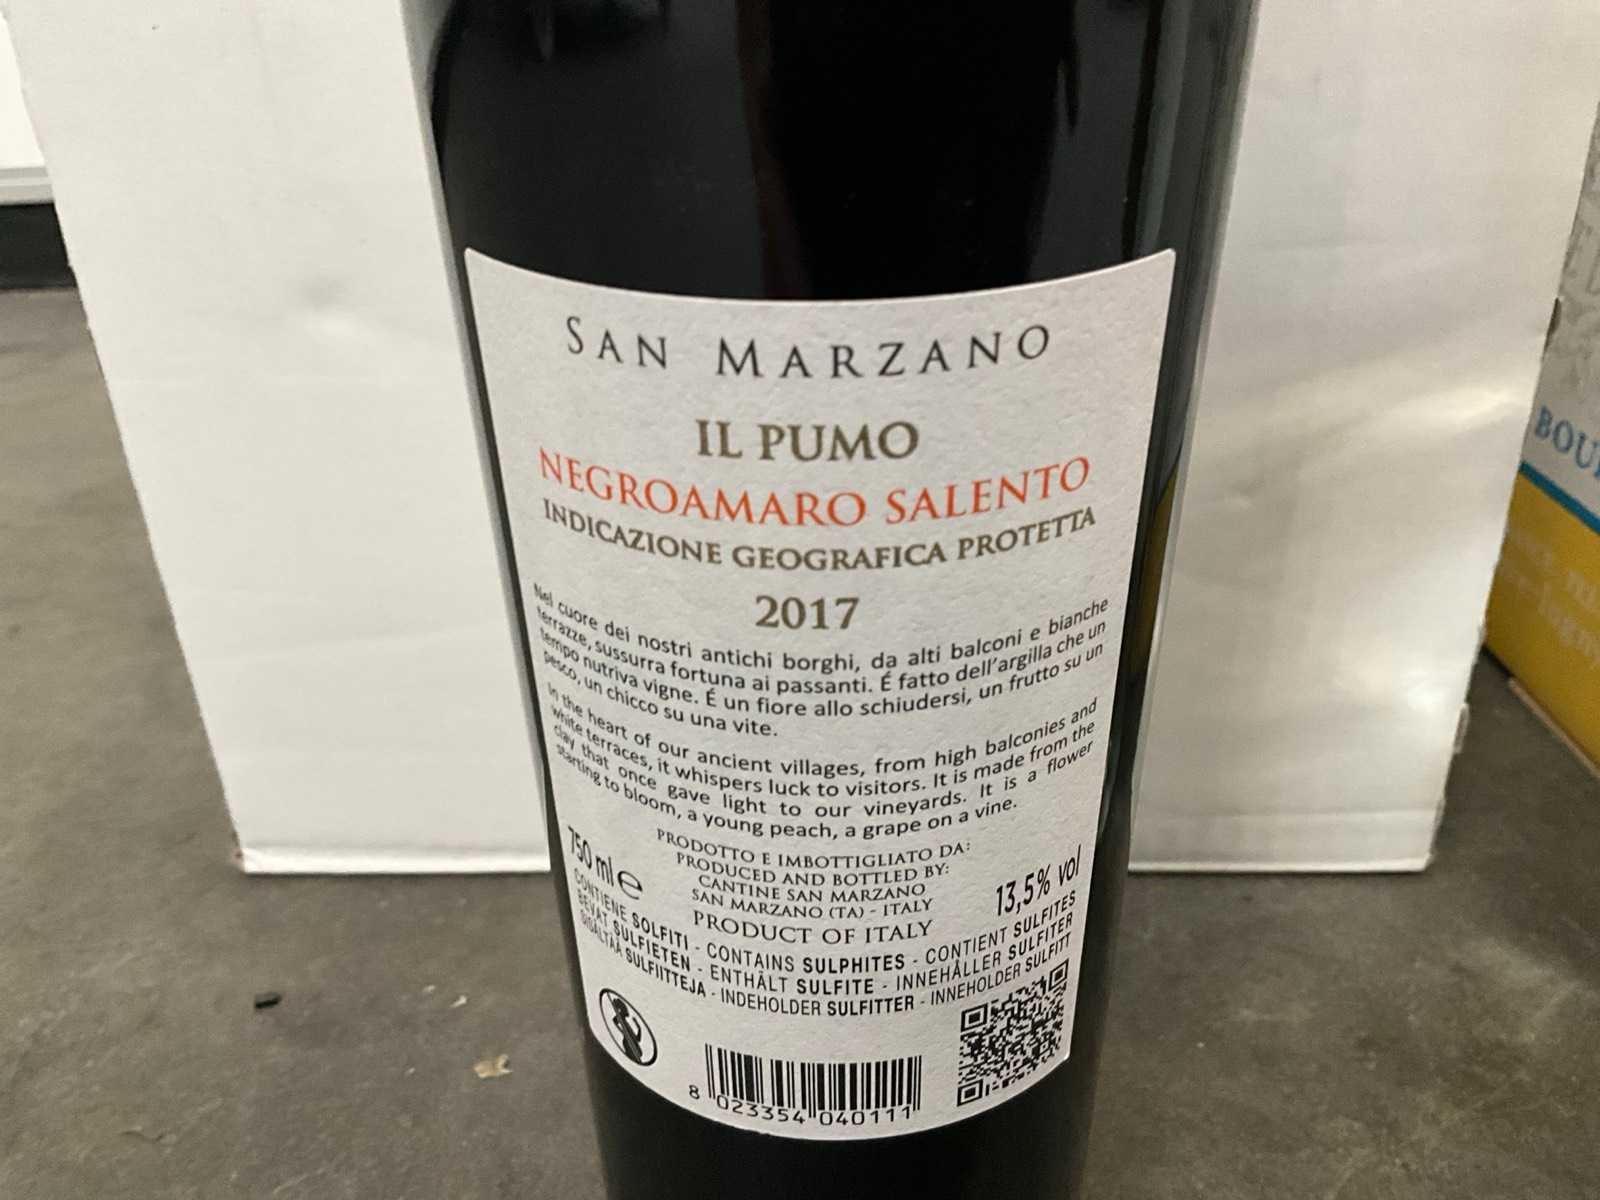 SAN MARZANO
IL PUMO
NEGROAMARO SALENTO
INDICAZIONE GEOGRAFICA PROTETTA
2017
Nel cuore dei nostri antichi borghi, da alti balconi e bianche
terrazze, sussurra fortuna ai passanti. É fatto dell'argilla che un
tempo nutriva vigne. É un fiore allo schiudersi, un frutto su un
pesco, un chicco su una vite.
In the heart of our ancient villages, from high balconies and
white terraces, it whispers luck to visitors. It is made from the
clay that once gave light to our vineyards. It is a flower
starting to bloom, a young peach, a grape on a vine.
PRODOTTO E IMBOTTIGLIATO DA:
PRODUCED AND BOTTLED BY:
CANTINE SAN MARZANO
SAN MARZANO (TA) - ITALY
PRODUCT OF ITALY
750 ml e
13,5% vol
CONTIENE SOLFITI - CONTAINS SULPHITES - CONTIENT SULFITES
BEVAT SULFIETEN - ENTHÄLT SULFITE - INNEHÅLLER SULFITER
SISÄLTÄÄ SULFIITTEJA - INDEHOLDER SULFITTER - INNEHOLDER SULFITT
8 023354 040111
BOU